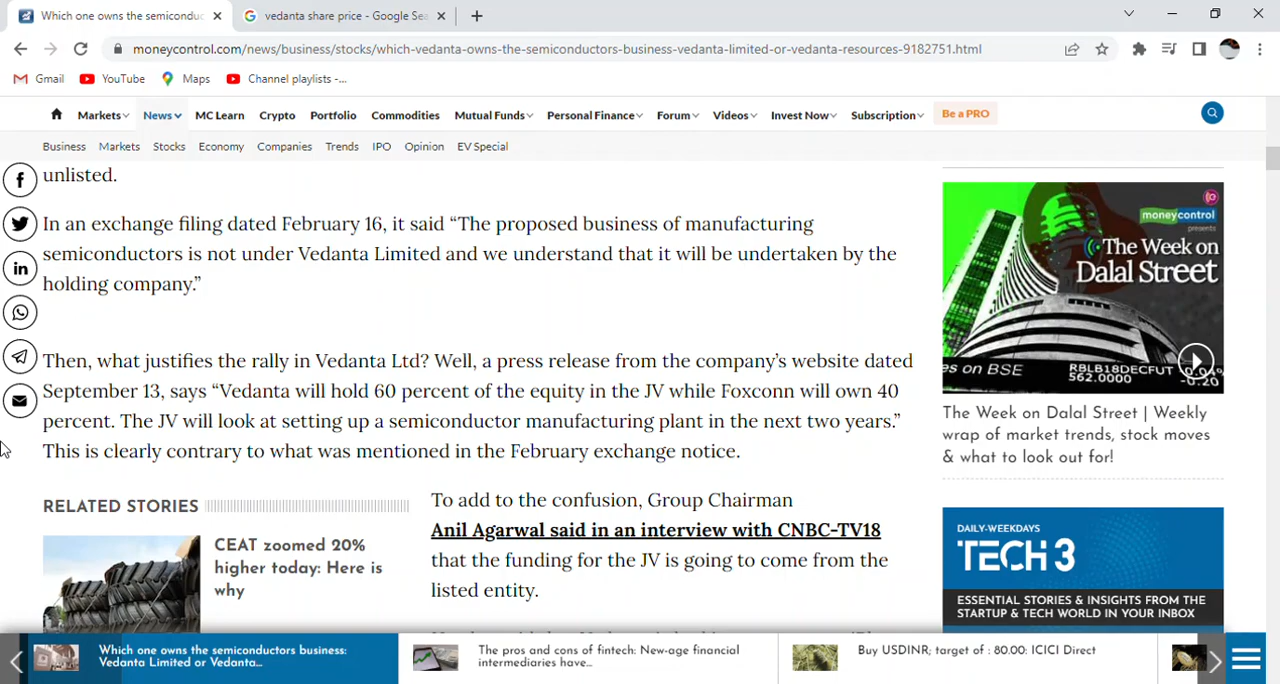 Which one owns the semiconduc
vedanta share price - Google Sea
moneycontrol.com/news/business/stocks/which-vedanta-owns-the-semiconductors-business-vedanta-limited-or-vedanta-resources-9182751.html
Gmail YouTube Maps Channel playlists -...
Markets News MC Learn Crypto Portfolio Commodities Mutual Funds Personal Finance Forum Videos Invest Now Subscription Be a PRO
Business Markets Stocks Economy Companies Trends IPO Opinion EV Special
unlisted.
In an exchange filing dated February 16, it said “The proposed business of manufacturing
semiconductors is not under Vedanta Limited and we understand that it will be undertaken by the
holding company.”
Then, what justifies the rally in Vedanta Ltd? Well, a press release from the company’s website dated
September 13, says “Vedanta will hold 60 percent of the equity in the JV while Foxconn will own 40
percent. The JV will look at setting up a semiconductor manufacturing plant in the next two years.”
This is clearly contrary to what was mentioned in the February exchange notice.
RELATED STORIES
CEAT zoomed 20%
higher today: Here is
why
To add to the confusion, Group Chairman
Anil Agarwal said in an interview with CNBC-TV18
that the funding for the JV is going to come from the
listed entity.
moneycontrol
presents
The Week on
Dalal Street
es on BSE
RBLB18DECFUT
562.0000
-0.20
The Week on Dalal Street | Weekly
wrap of market trends, stock moves
& what to look out for!
DAILY-WEEKDAYS
TECH 3
ESSENTIAL STORIES & INSIGHTS FROM THE
STARTUP & TECH WORLD IN YOUR INBOX
Which one owns the semiconductors business:
Vedanta Limited or Vedanta...
The pros and cons of fintech: New-age financial
intermediaries have...
Buy USDINR; target of : 80.00: ICICI Direct